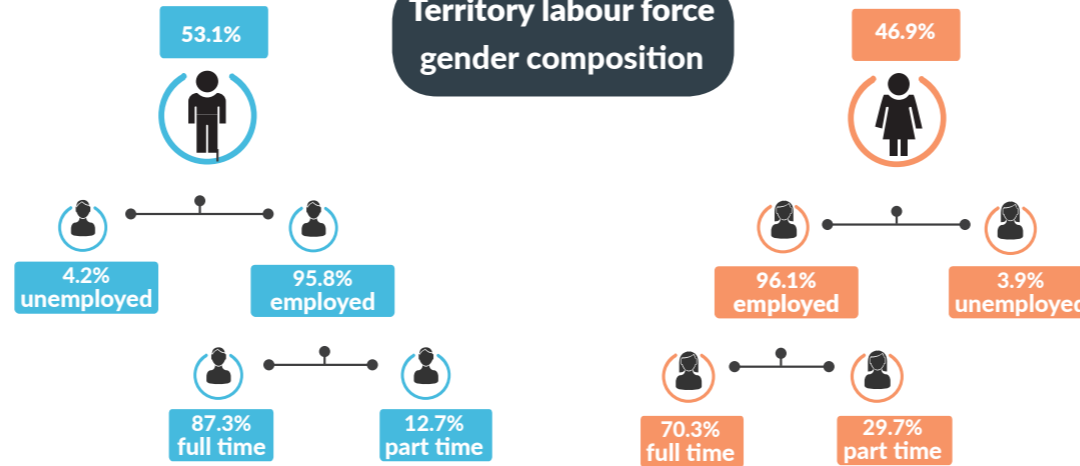 Territory labour force
gender composition
53.1%
46.9%
4.2%
unemployed
95.8%
employed
96.1%
employed
3.9%
unemployed
87.3%
full time
12.7%
part time
70.3%
full time
29.7%
part time